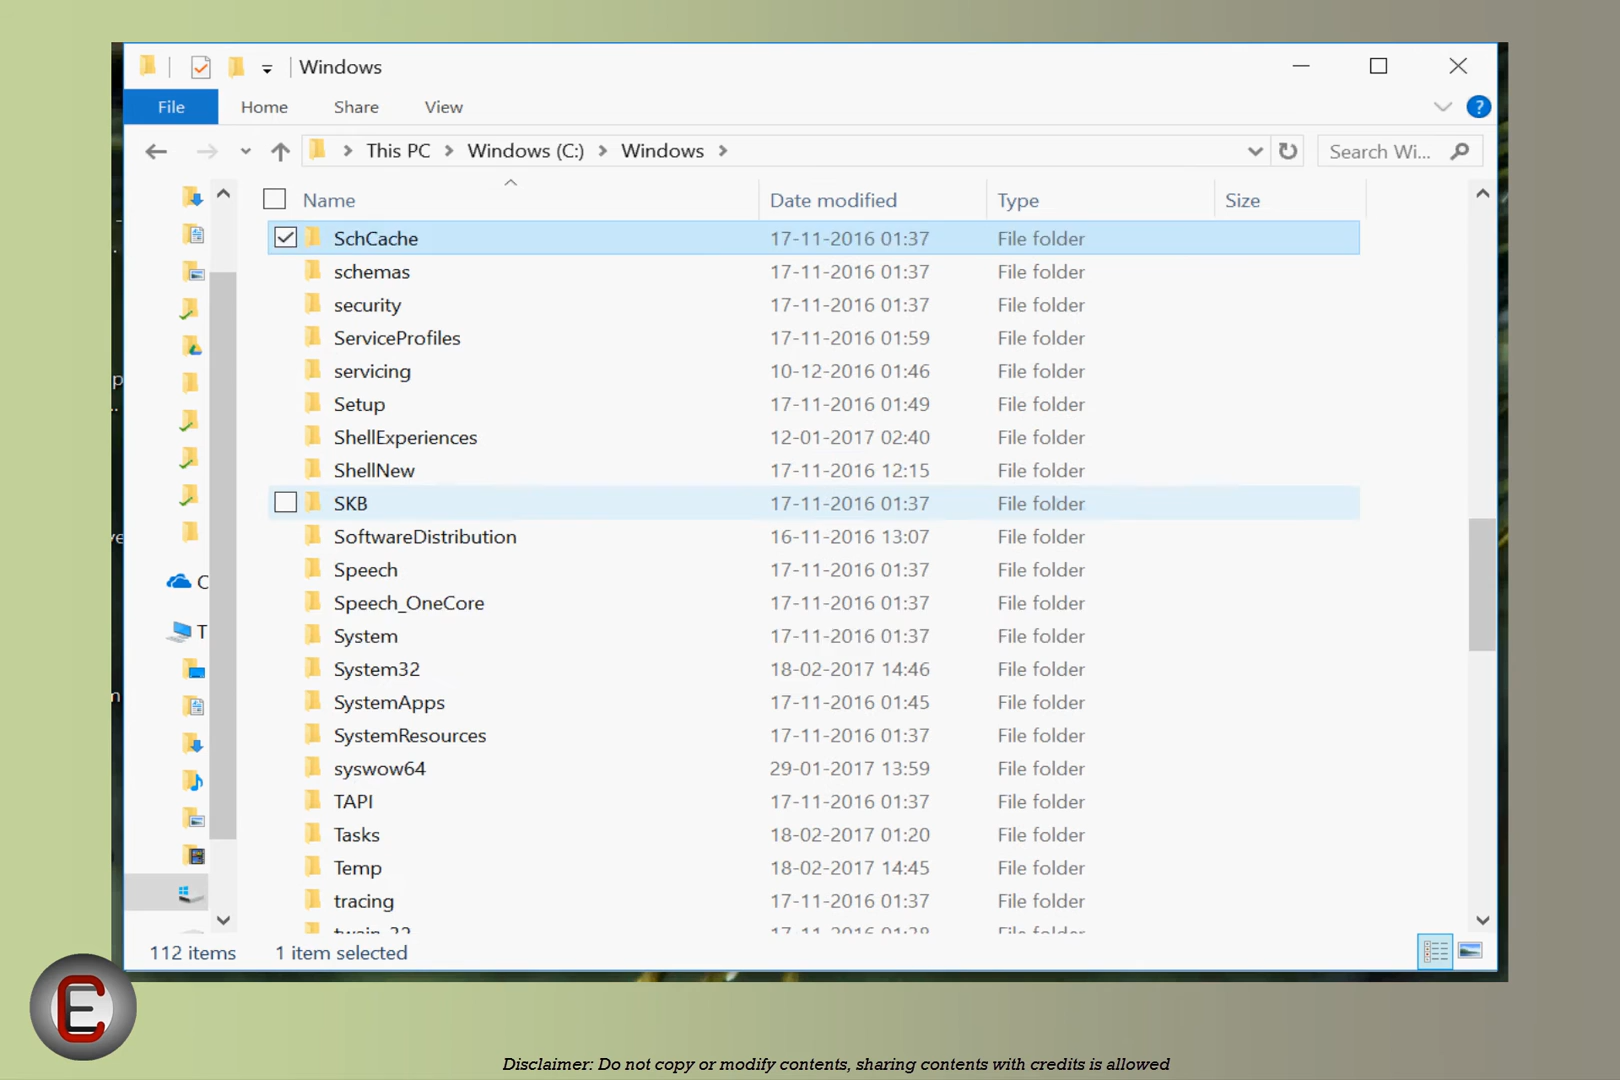 Windows
File Home Share View
This PC Windows (C:) Windows Search Wi...
Name Date modified Type Size
SchCache 17-11-2016 01:37 File folder
schemas 17-11-2016 01:37 File folder
security 17-11-2016 01:37 File folder
ServiceProfiles 17-11-2016 01:59 File folder
servicing 10-12-2016 01:46 File folder
Setup 17-11-2016 01:49 File folder
ShellExperiences 12-01-2017 02:40 File folder
ShellNew 17-11-2016 12:15 File folder
SKB 17-11-2016 01:37 File folder
SoftwareDistribution 16-11-2016 13:07 File folder
Speech 17-11-2016 01:37 File folder
Speech_OneCore 17-11-2016 01:37 File folder
System 17-11-2016 01:37 File folder
System32 18-02-2017 14:46 File folder
SystemApps 17-11-2016 01:45 File folder
SystemResources 17-11-2016 01:37 File folder
syswow64 29-01-2017 13:59 File folder
TAPI 17-11-2016 01:37 File folder
Tasks 18-02-2017 01:20 File folder
Temp 18-02-2017 14:45 File folder
tracing 17-11-2016 01:37 File folder
112 items 1 item selected
Disclaimer: Do not copy or modify contents, sharing contents with credits is allowed